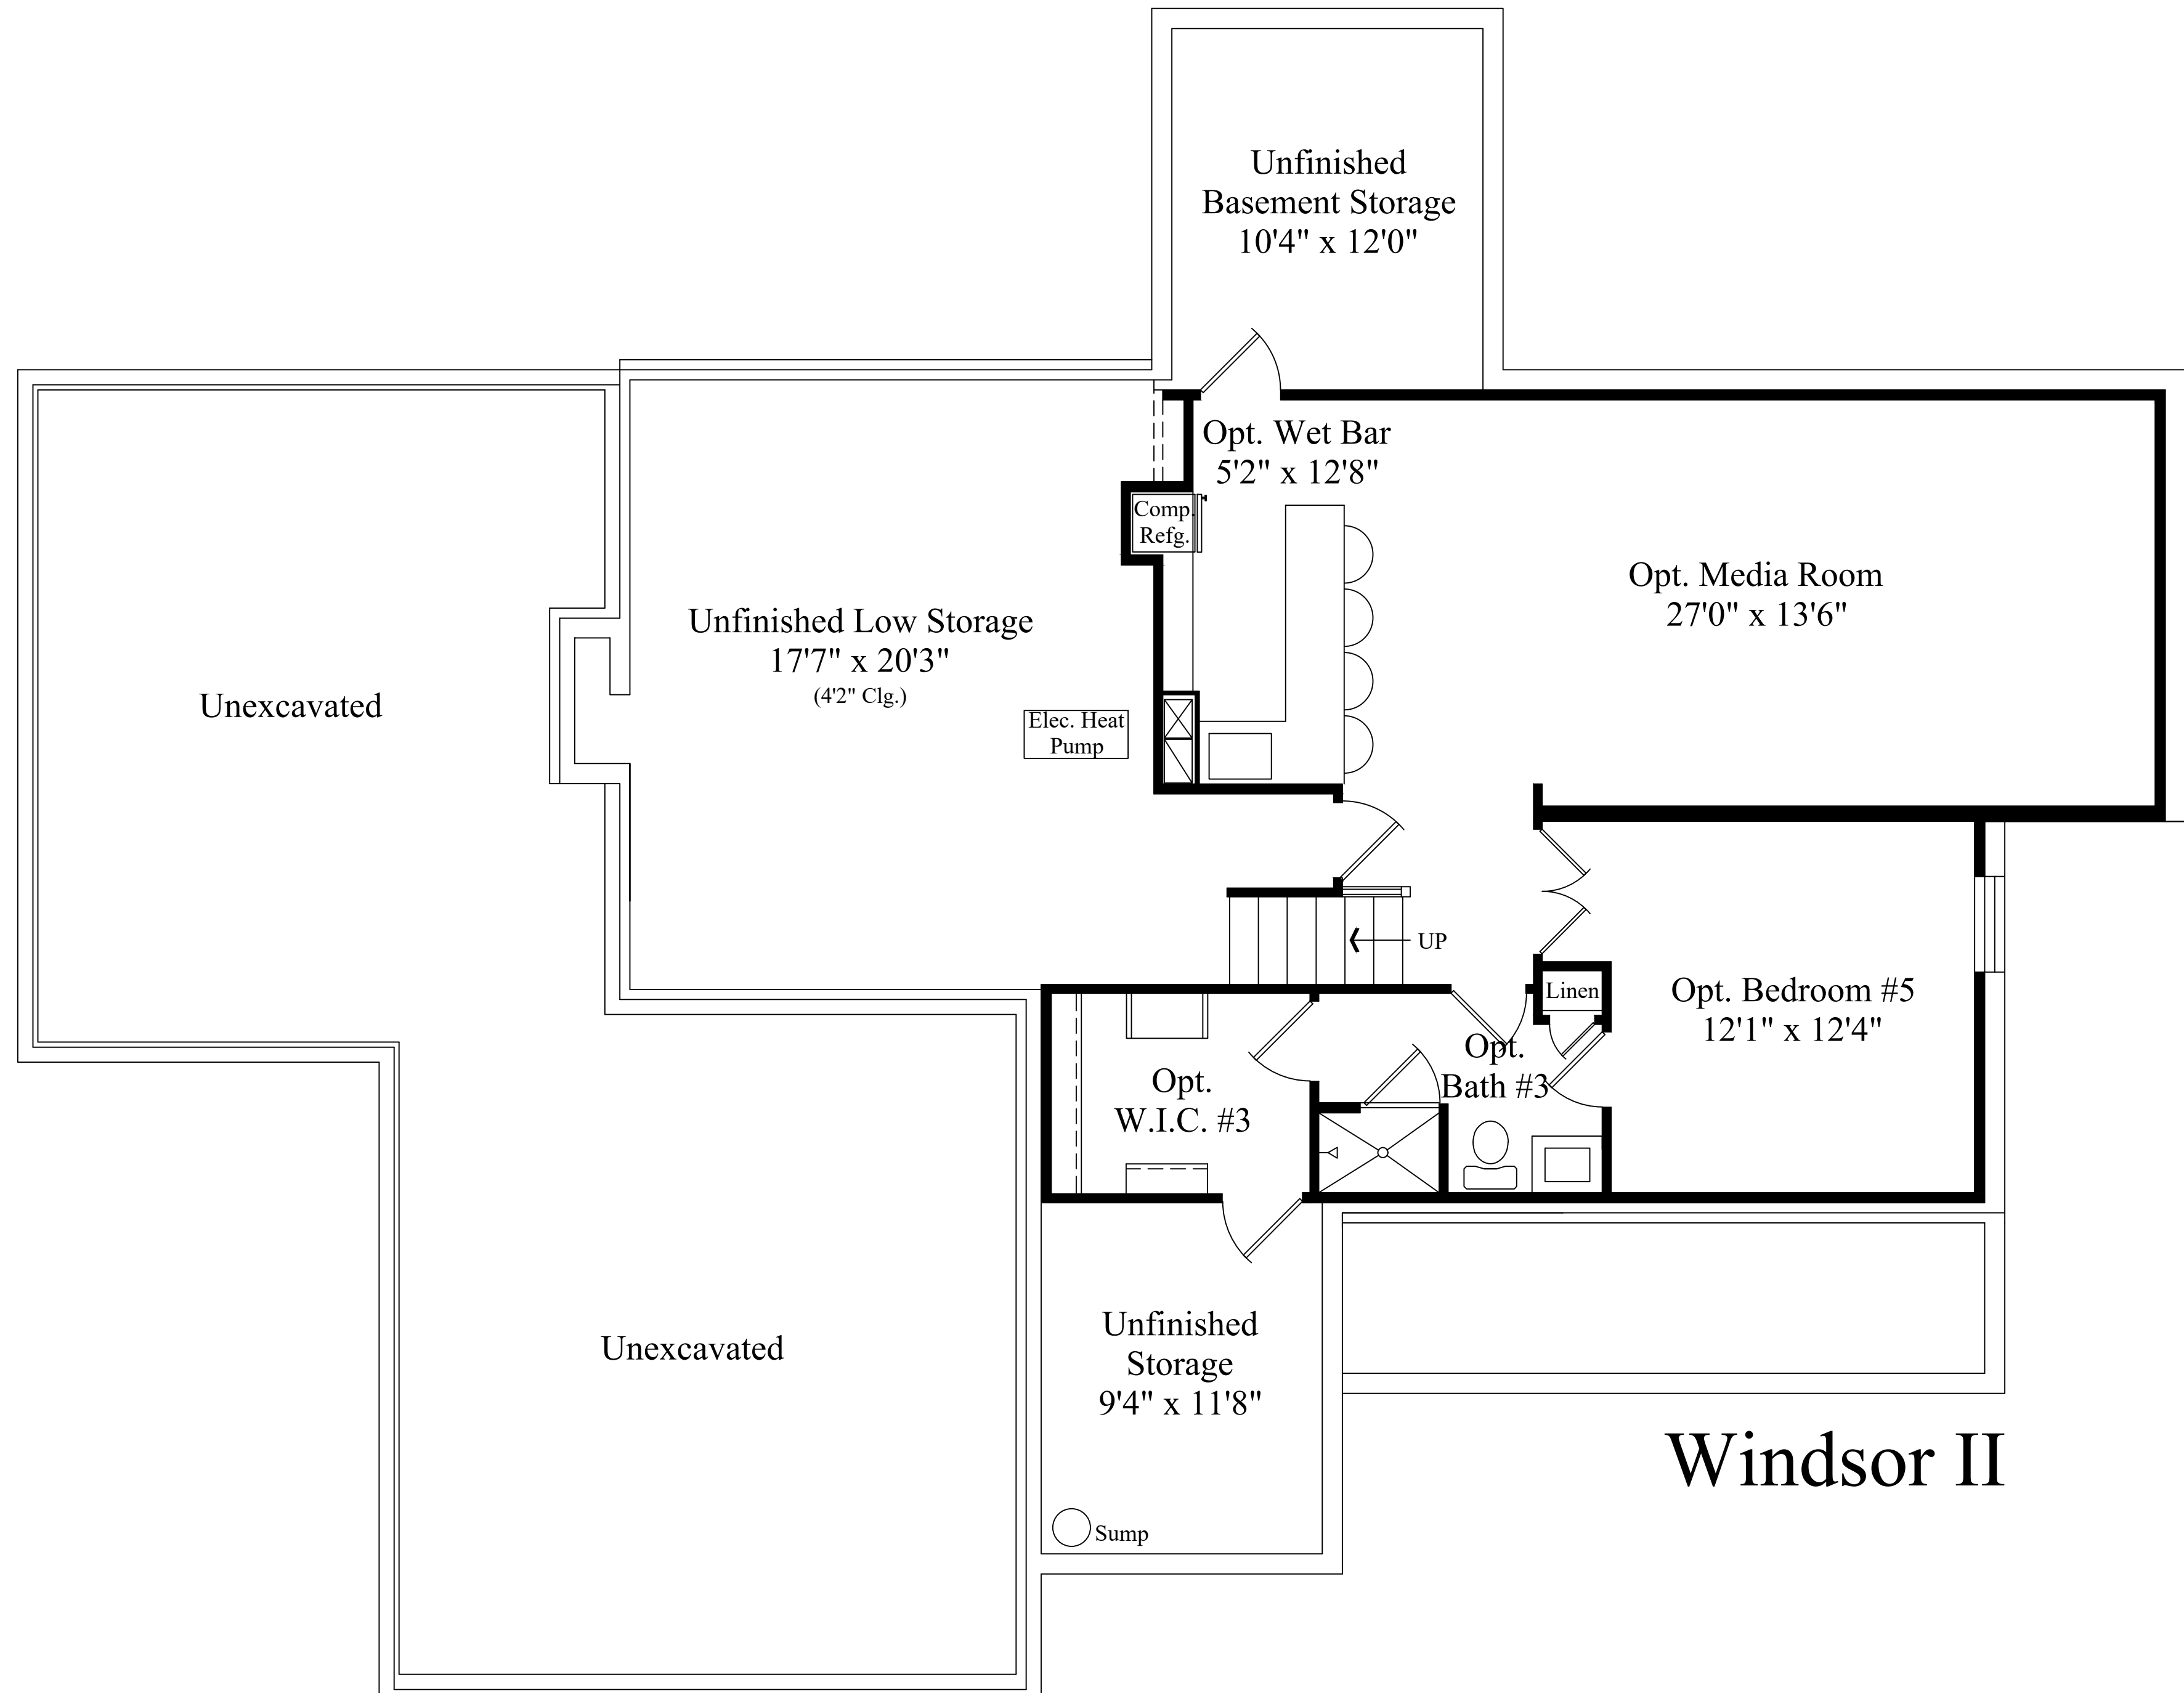 Unfinished
Basement Storage
10'4" x 12'0"
Opt. Wet Bar
5'2" x 12'8"
Comp.
Refg.
Opt. Media Room
27'0" x 13'6"
Unfinished Low Storage
17'7" x 20'3"
(4'2" Clg.)
Unexcavated
Elec. Heat
Pump
UP
Linen
Opt. Bedroom #5
12'1" x 12'4"
Opt.
Bath #3
Opt.
W.I.C. #3
Unfinished
Storage
9'4" x 11'8"
Unexcavated
Windsor II
Sump